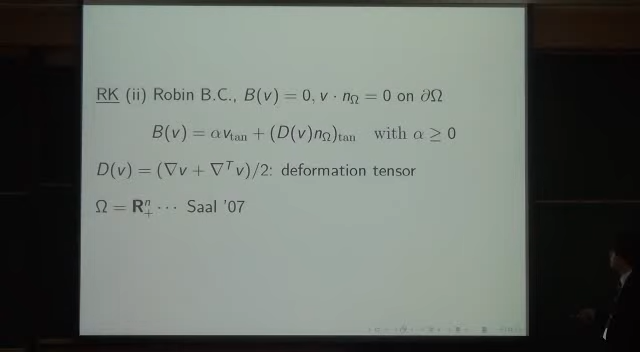 RK (ii) Robin B.C., B(v) = 0, v · n_Ω = 0 on ∂Ω
B(v) = αv_tan + (D(v)n_Ω)_tan with α ≥ 0
D(v) = (∇v + ∇^T v)/2: deformation tensor
Ω = R^n_+ ··· Saal '07